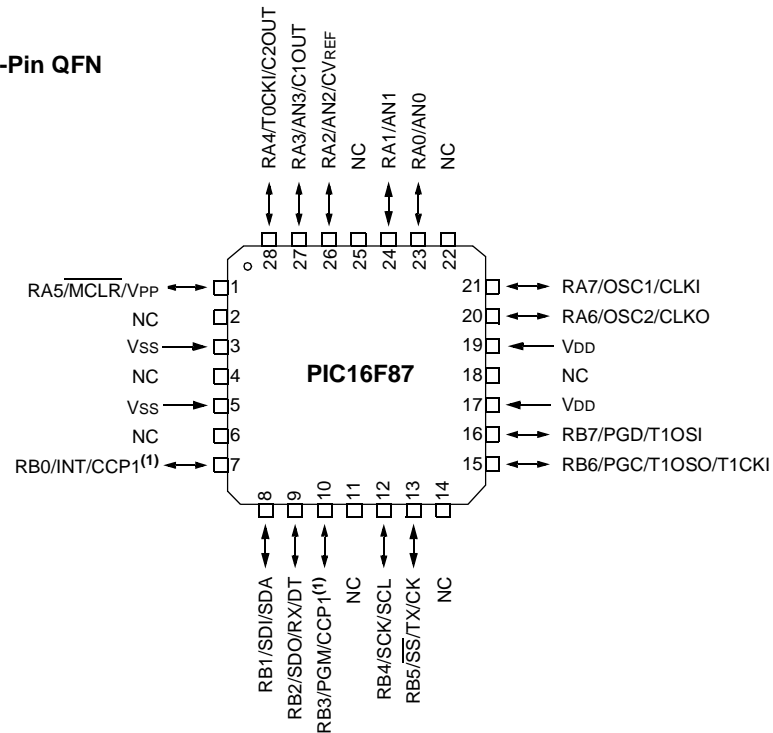 -Pin QFN
RA4/T0CKI/C2OUT
RA3/AN3/C1OUT
RA2/AN2/CVREF
NC
RA1/AN1
RA0/AN0
NC
28 27 26 25 24 23 22
RA5/MCLR/VPP 1
NC 2
VSS 3
NC 4
VSS 5
NC 6
RB0/INT/CCP1(1) 7
PIC16F87
21 RA7/OSC1/CLKI
20 RA6/OSC2/CLKO
19 VDD
18 NC
17 VDD
16 RB7/PGD/T1OSI
15 RB6/PGC/T1OSO/T1CKI
8 9 10 11 12 13 14
RB1/SDI/SDA
RB2/SDO/RX/DT
RB3/PGM/CCP1(1)
NC
RB4/SCK/SCL
RB5/SS/TX/CK
NC